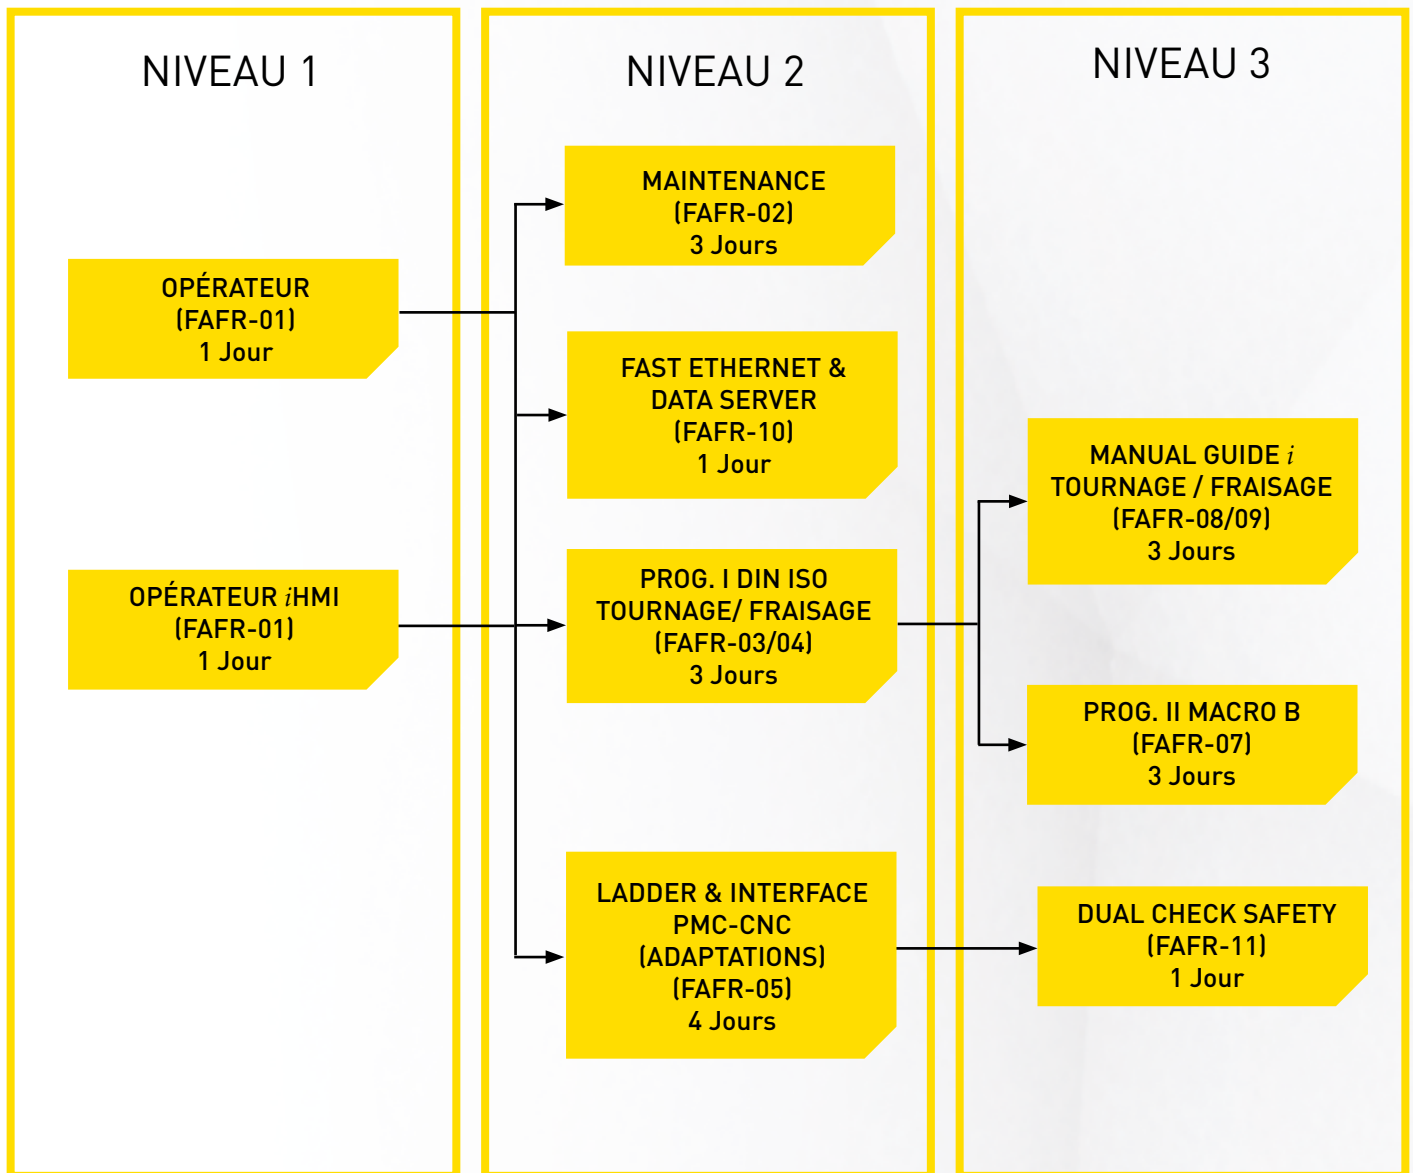 NIVEAU 1
OPÉRATEUR
(FAFR-01)
1 Jour
OPÉRATEUR iHMI
(FAFR-01)
1 Jour
NIVEAU 2
MAINTENANCE
(FAFR-02)
3 Jours
FAST ETHERNET &
DATA SERVER
(FAFR-10)
1 Jour
PROG. I DIN ISO
TOURNAGE/ FRAISAGE
(FAFR-03/04)
3 Jours
LADDER & INTERFACE
PMC-CNC
(ADAPTATIONS)
(FAFR-05)
4 Jours
NIVEAU 3
MANUAL GUIDE i
TOURNAGE / FRAISAGE
(FAFR-08/09)
3 Jours
PROG. II MACRO B
(FAFR-07)
3 Jours
DUAL CHECK SAFETY
(FAFR-11)
1 Jour